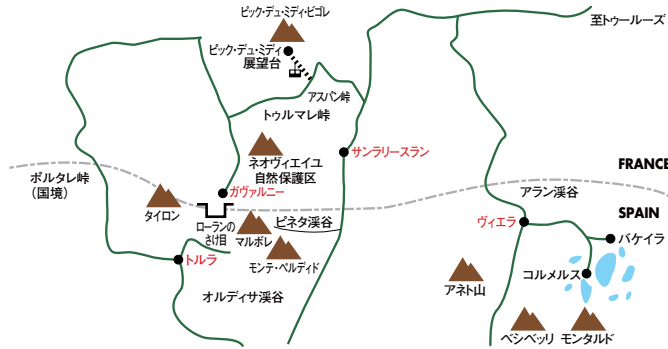 ピック・デュ・ミディ・ビゴレ
至トゥールーズ
ピック・デュ・ミディ
展望台
アスパン峠
トゥルマレ峠
サンラリースラン
ネオヴィエイユ
自然保護区
FRANCE
ポルタレ峠
(国境)
ガヴァルニー
アラン渓谷
タイロン
SPAIN
ローランの
さけ目
マルボレ
ピネタ渓谷
ヴィエラ
バケイラ
トルラ
モンテ・ペルディド
コルメルス
アネト山
オルディサ渓谷
ベシベッリ
モンタルド